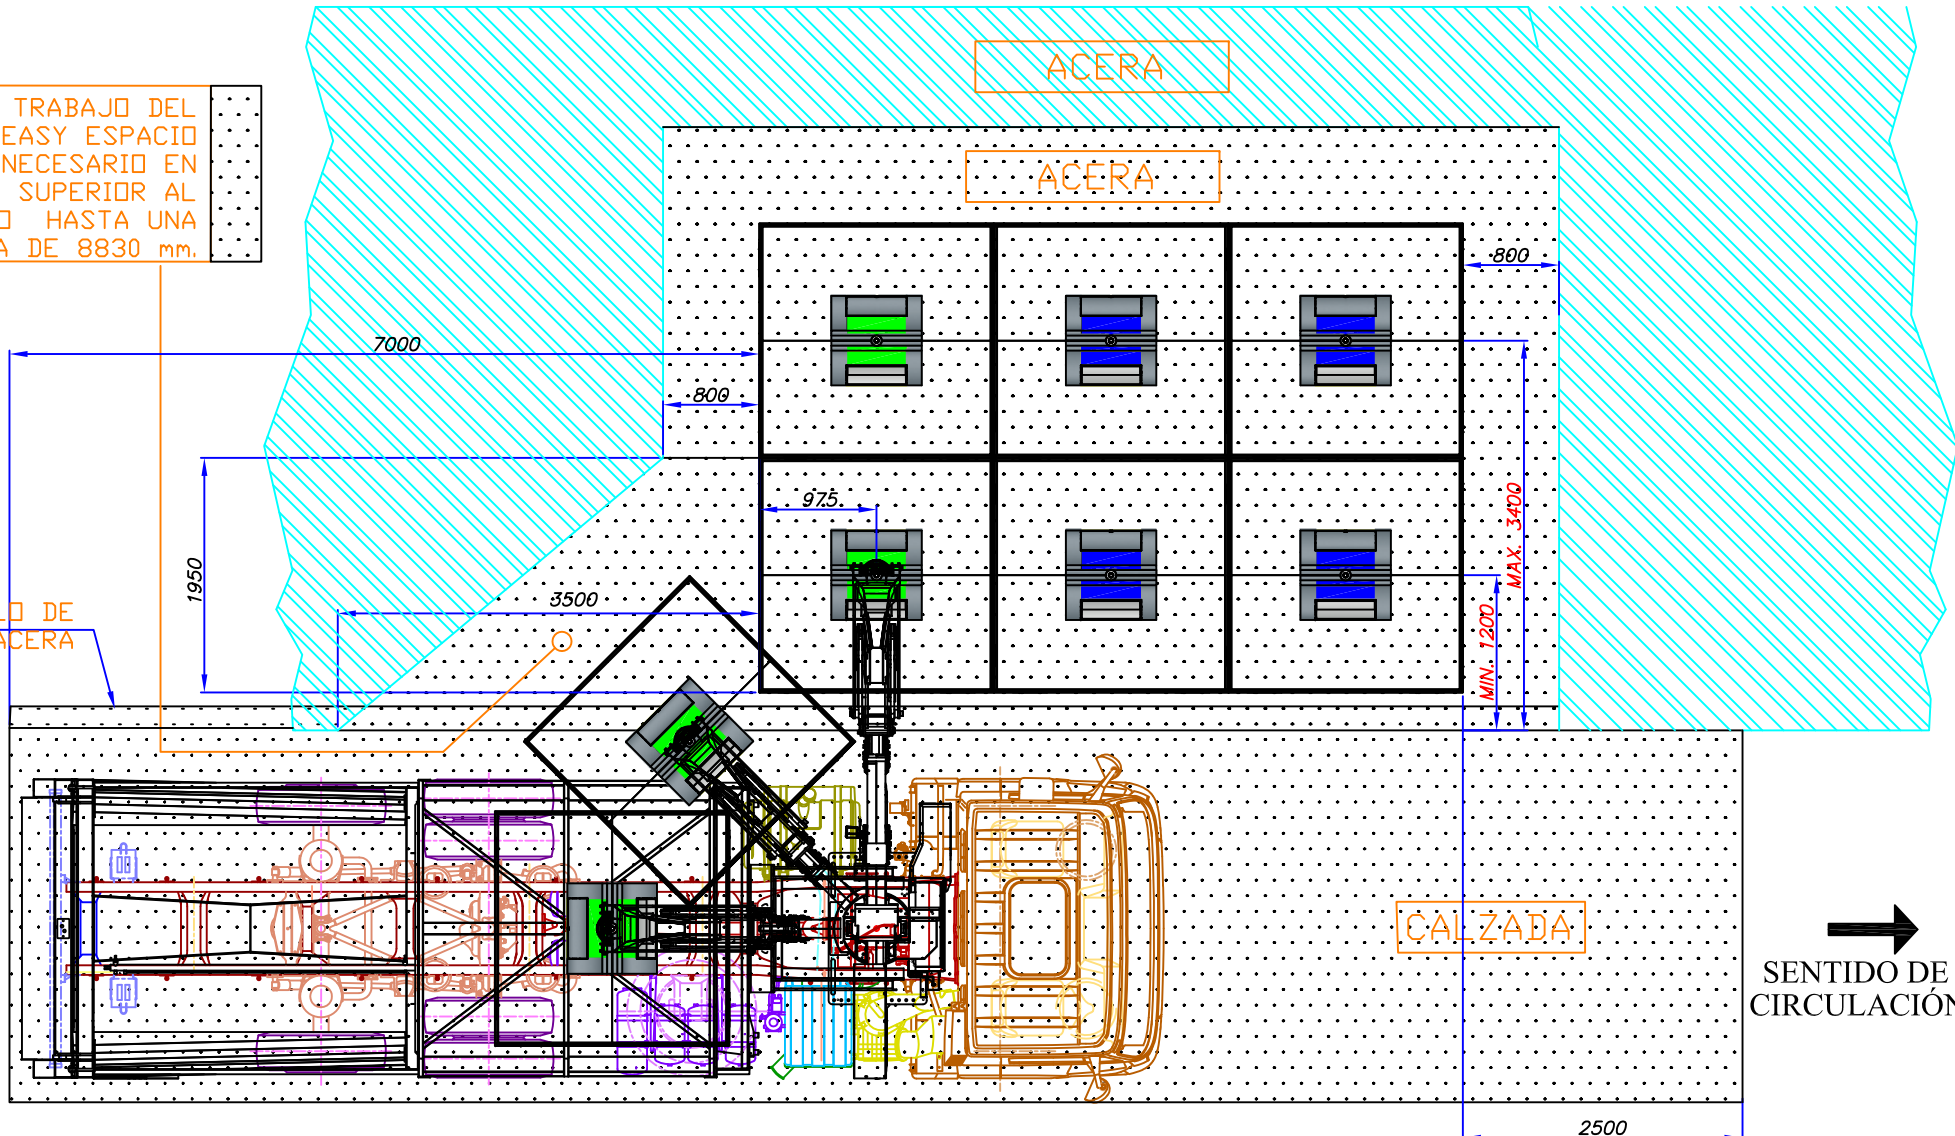 ACERA
TRABAJO DEL
EASY ESPACIO
NECESARIO EN
SUPERIOR AL
HASTA UNA
DE 8830 mm.
ACERA
800
7000
800
975
MAX. 3400
1950
3500
MIN. 1200
DE
ACERA
CALZADA
SENTIDO DE
CIRCULACIÓN
2500